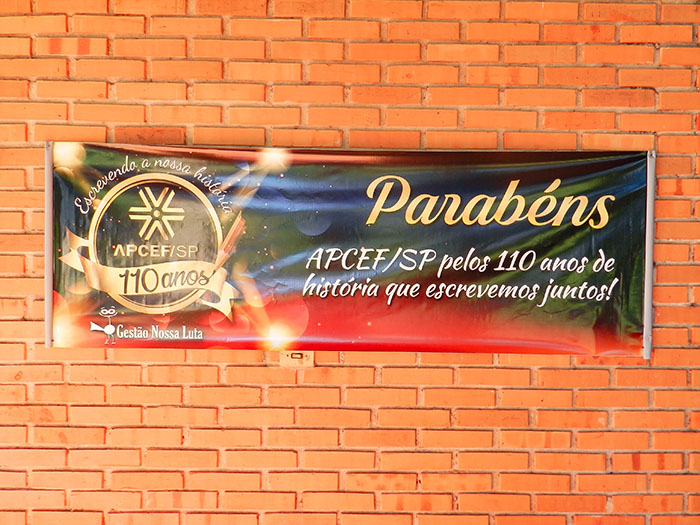 Escrevendo a nossa história
APCEF/SP
110 anos
Gestão Nossa Luta
Parabéns
APCEF/SP pelos 110 anos de
história que escrevemos juntos!